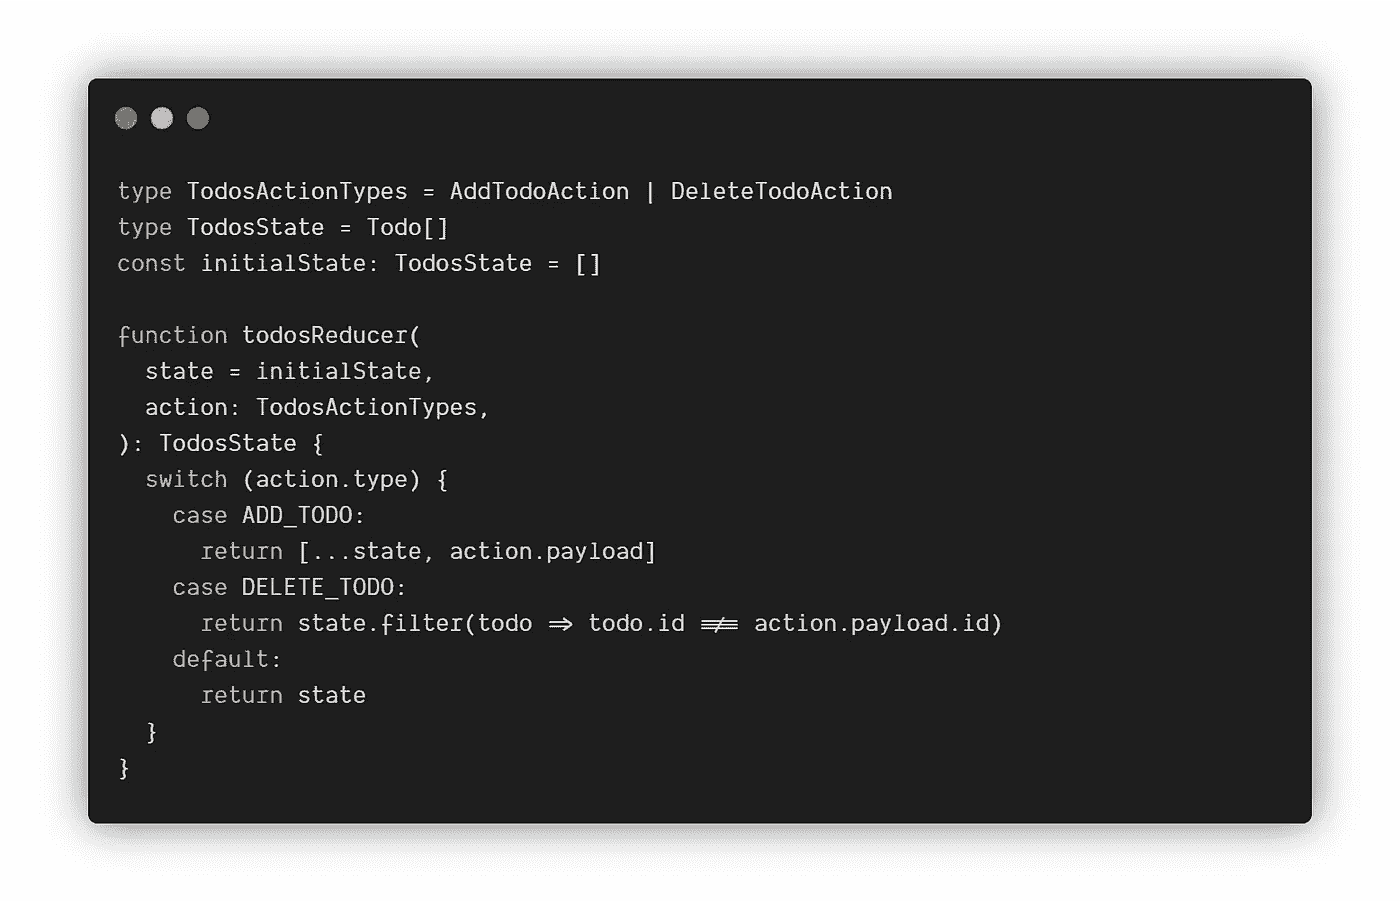 type TodosActionTypes = AddTodoAction | DeleteTodoAction
type TodosState = Todo[]
const initialState: TodosState = []

function todosReducer(
  state = initialState,
  action: TodosActionTypes,
): TodosState {
  switch (action.type) {
    case ADD_TODO:
      return [...state, action.payload]
    case DELETE_TODO:
      return state.filter(todo => todo.id !== action.payload.id)
    default:
      return state
  }
}